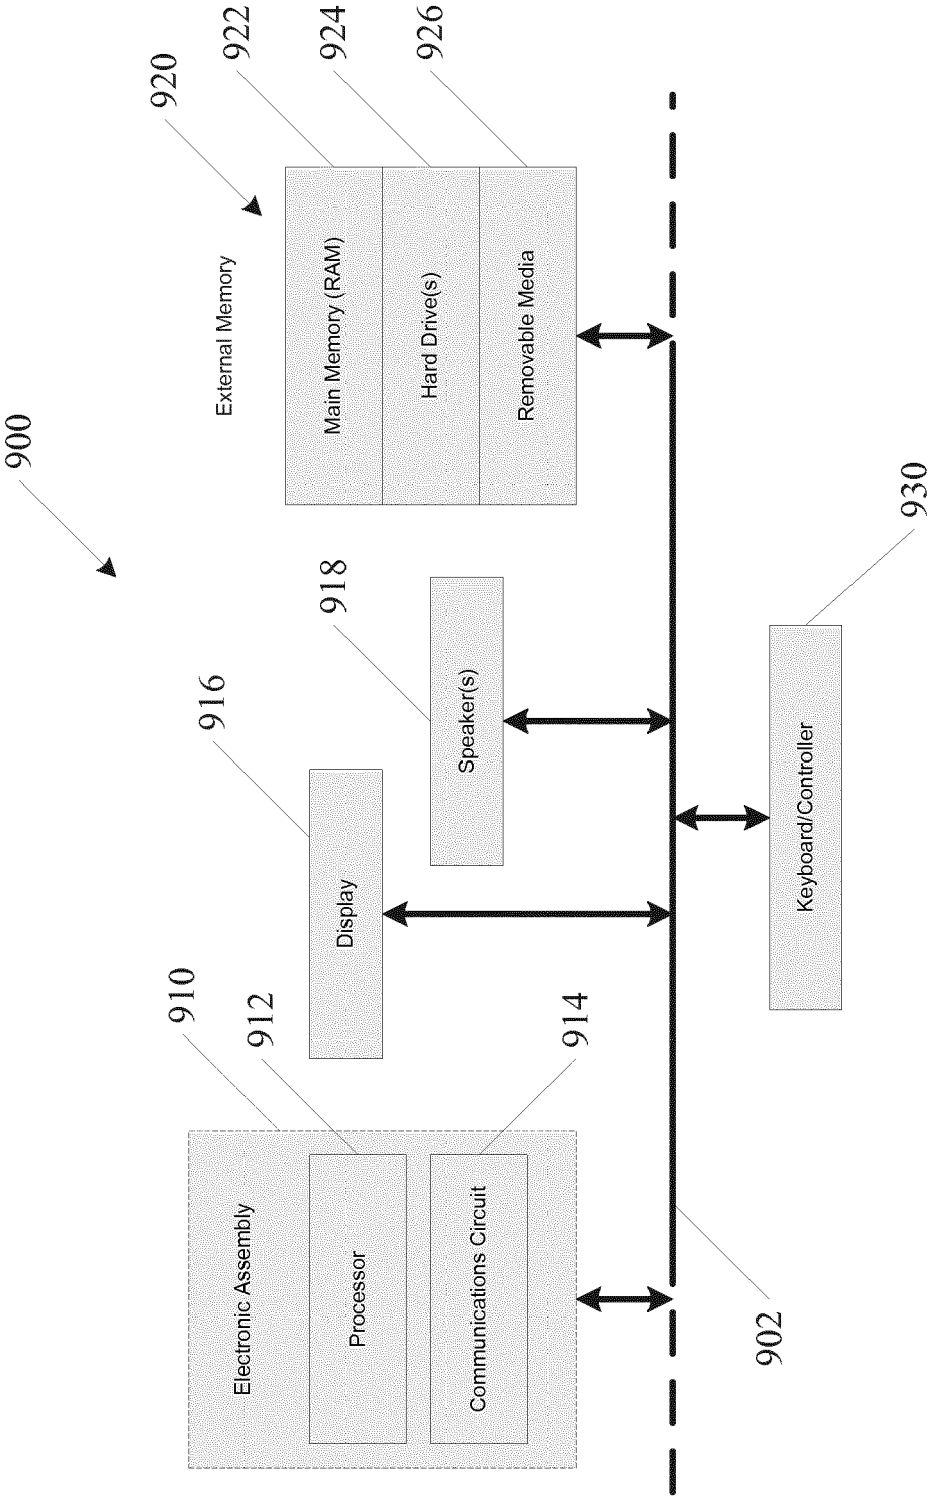 900
910
Electronic Assembly
912
Processor
914
Communications Circuit
916
Display
918
Speaker(s)
920
External Memory
922
Main Memory (RAM)
924
Hard Drive(s)
926
Removable Media
902
930
Keyboard/Controller